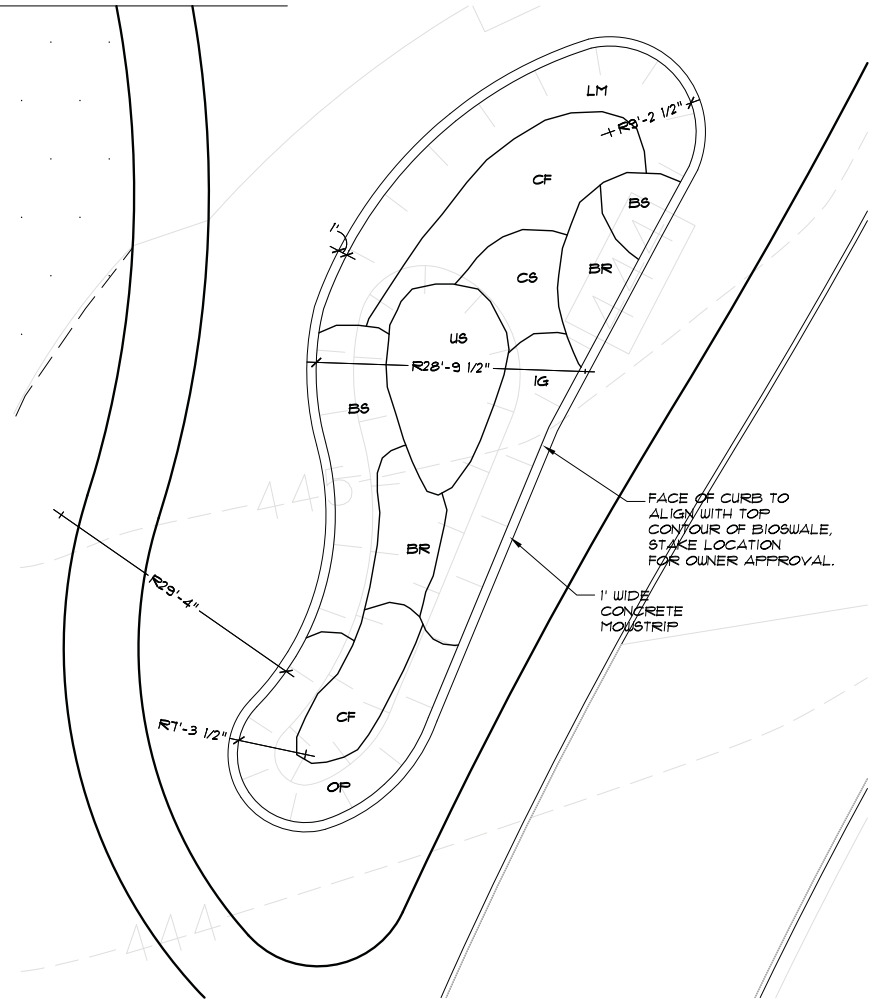 LM
R9'-2 1/2"
CF
BS
1'
CS
BR
US
R28'-9 1/2"
IG
BS
445
FACE OF CURB TO
ALIGN WITH TOP
CONTOUR OF BIOSWALE,
STAKE LOCATION
FOR OWNER APPROVAL.
BR
R29'-4"
1' WIDE
CONCRETE
MOWSTRIP
CF
R7'-3 1/2"
OP
444